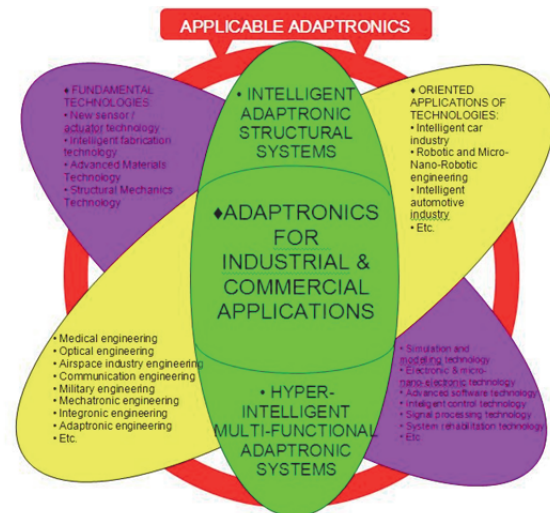 APPLICABLE ADAPTRONICS
♦ FUNDAMENTAL
TECHNOLOGIES:
• New sensor /
actuator technology
• Intelligent fabrication
technology
• Advanced Materials
Technology
• Structural Mechanics
Technology
• INTELLIGENT
ADAPTRONIC
STRUCTURAL
SYSTEMS
♦ ORIENTED
APPLICATIONS OF
TECHNOLOGIES:
• Intelligent car
industry
• Robotic and Micro-
Nano-Robotic
engineering
• Intelligent
automotive
industry
• Etc.
♦ADAPTRONICS
FOR
INDUSTRIAL &
COMMERCIAL
APPLICATIONS
• Medical engineering
• Optical engineering
• Airspace industry engineering
• Communication engineering
• Military engineering
• Mechatronic engineering
• Integronic engineering
• Adaptronic engineering
• Etc.
• HYPER-
INTELLIGENT
MULTI-FUNCTIONAL
ADAPTRONIC
SYSTEMS
• Simulation and
modeling technology
• Electronic & micro-
nano-electronic technology
• Advanced software technology
• Inteligent control technology
• Signal processing technology
• System rehabilitation technology
• Etc